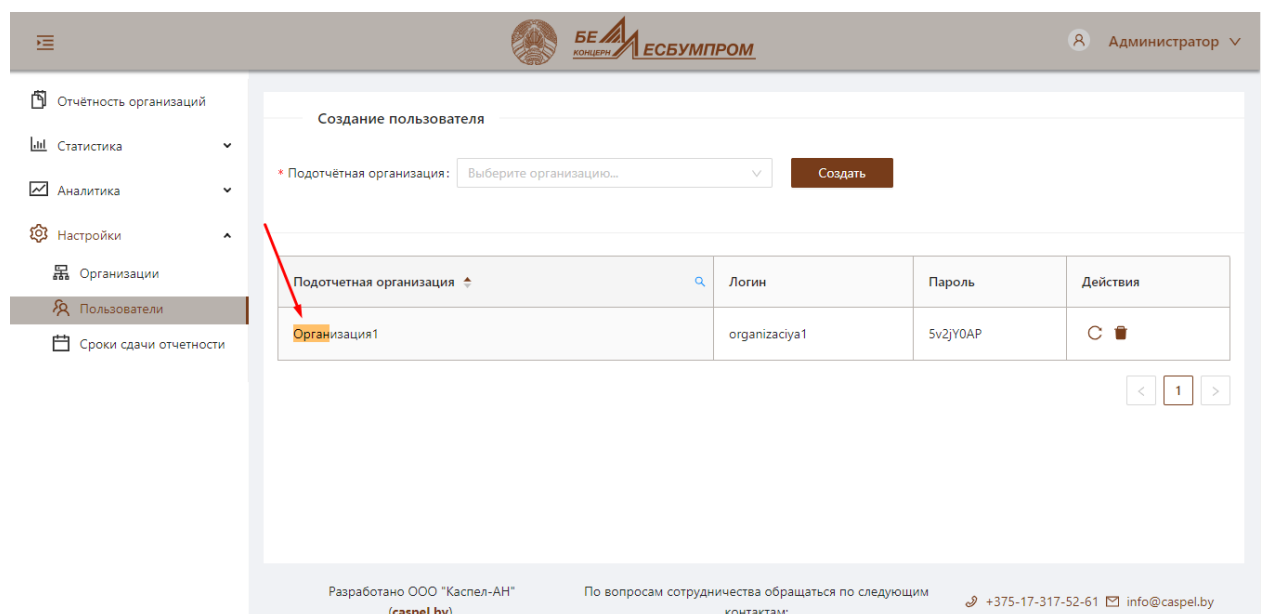 БЕЛЛЕСБУМПРОМ
КОНЦЕРН
Администратор
Отчётность организаций
Статистика
Аналитика
Настройки
Организации
Пользователи
Сроки сдачи отчетности
Создание пользователя
* Подотчётная организация: Выберите организацию... Создать
Подотчетная организация Логин Пароль Действия
Организация1 organizaciya1 5v2jY0AP
< 1 >
Разработано ООО "Каспел-АН"
(caspel.by)
По вопросам сотрудничества обращаться по следующим
контактам:
+375-17-317-52-61 info@caspel.by